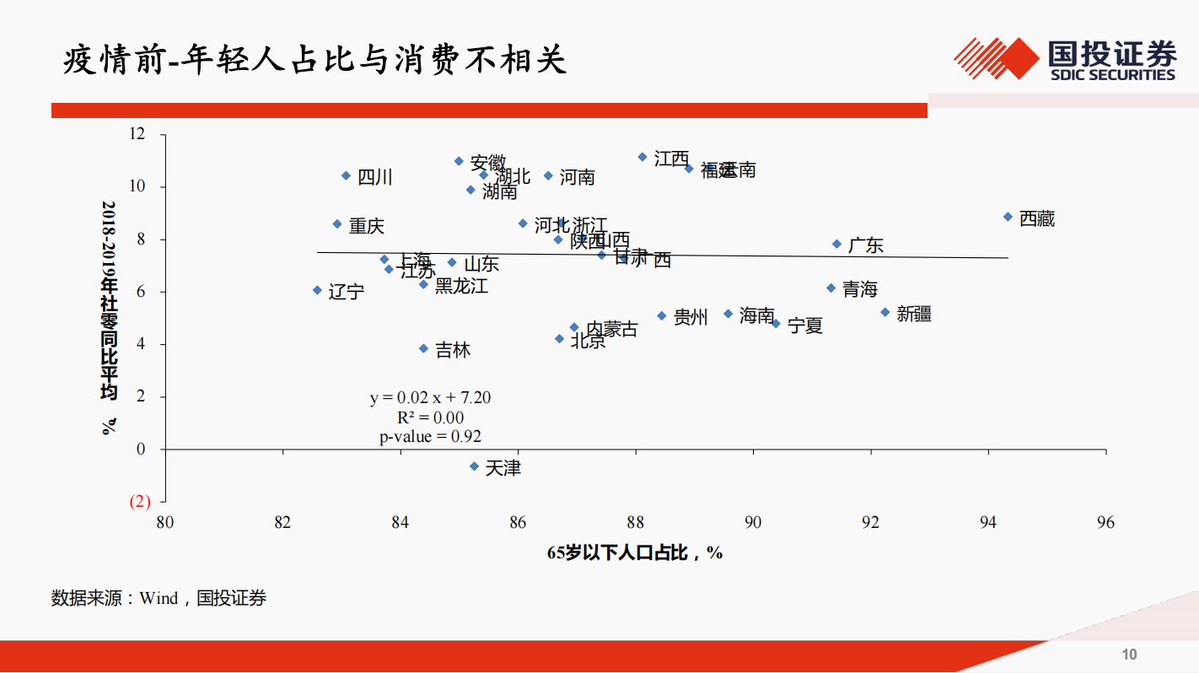 疫情前-年轻人占比与消费不相关
国投证券
SDIC SECURITIES
2018-2019年社零同比平均 %
12
10
8
6
4
2
0
(2)
80
82
84
86
88
90
92
94
96
65岁以下人口占比，%
安徽
四川
湖北
湖南
河南
江西
福建
云南
西藏
重庆
河北
浙江
陕西
山西
广东
上海
江苏
山东
甘肃
广西
辽宁
黑龙江
青海
内蒙古
北京
贵州
海南
宁夏
新疆
吉林
y = 0.02 x + 7.20
R² = 0.00
p-value = 0.92
天津
数据来源：Wind，国投证券
10